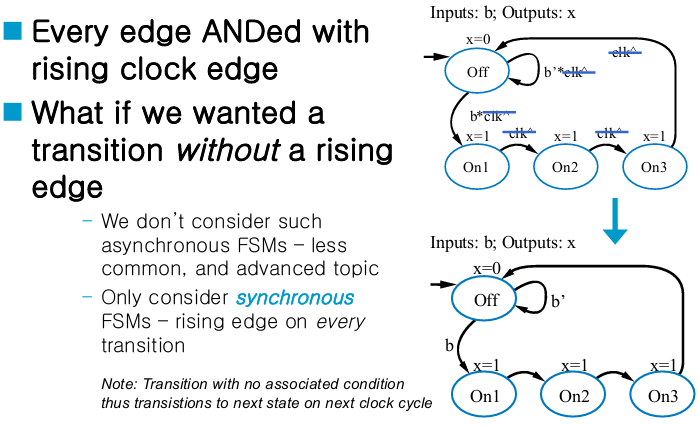 Every edge ANDed with
rising clock edge
What if we wanted a
transition without a rising
edge
– We don't consider such
asynchronous FSMs – less
common, and advanced topic
– Only consider synchronous
FSMs – rising edge on every
transition
Note: Transition with no associated condition
thus transistions to next state on next clock cycle
Inputs: b; Outputs: x
x=0
clk^
Off
b'*clk^
b*clk^
x=1
clk^
x=1
clk^
x=1
On1
On2
On3
Inputs: b; Outputs: x
x=0
Off
b'
b
x=1
x=1
x=1
On1
On2
On3